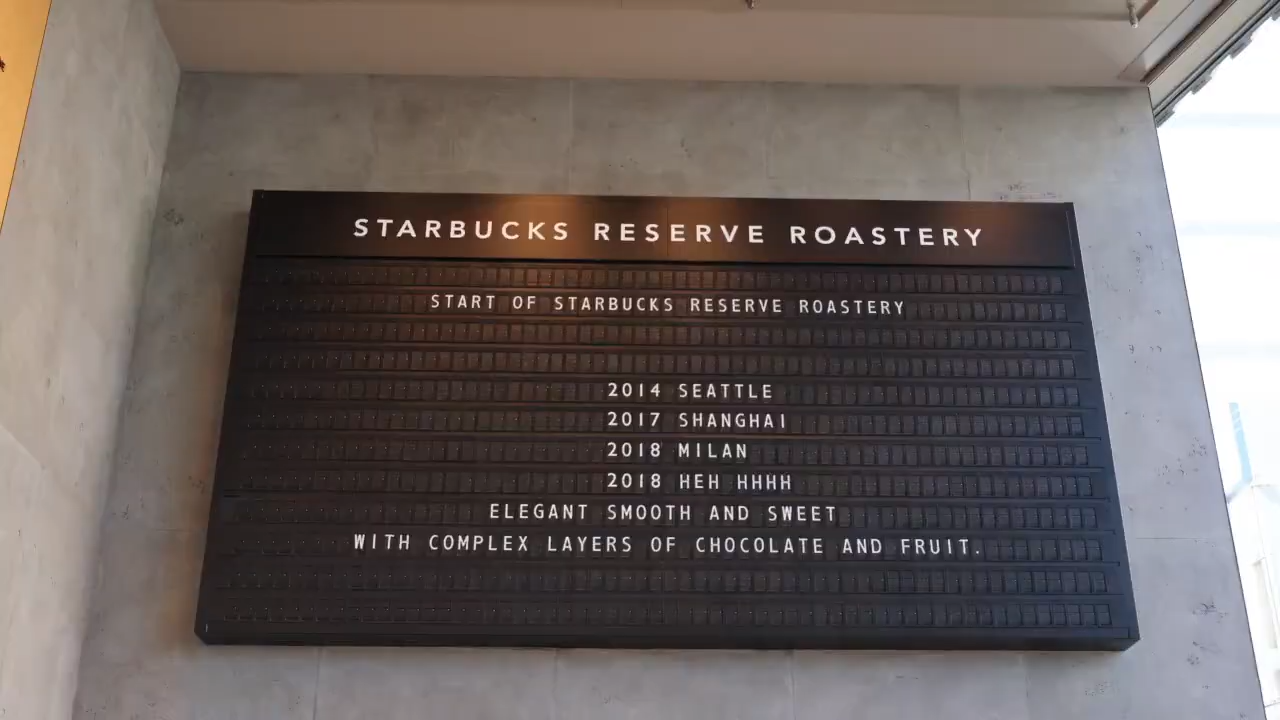 STARBUCKS RESERVE ROASTERY
START OF STARBUCKS RESERVE ROASTERY
2014 SEATTLE
2017 SHANGHAI
2018 MILAN
2018 HEH HHHH
ELEGANT SMOOTH AND SWEET
WITH COMPLEX LAYERS OF CHOCOLATE AND FRUIT.